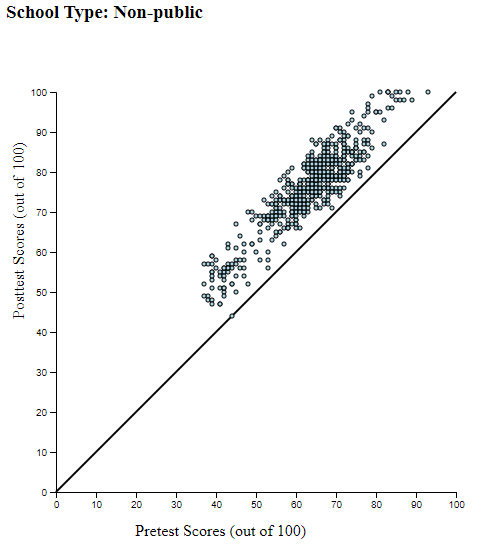 School Type: Non-public
100
90
80
70
60
50
40
30
20
10
0
Posttest Scores (out of 100)
0 10 20 30 40 50 60 70 80 90 100
Pretest Scores (out of 100)